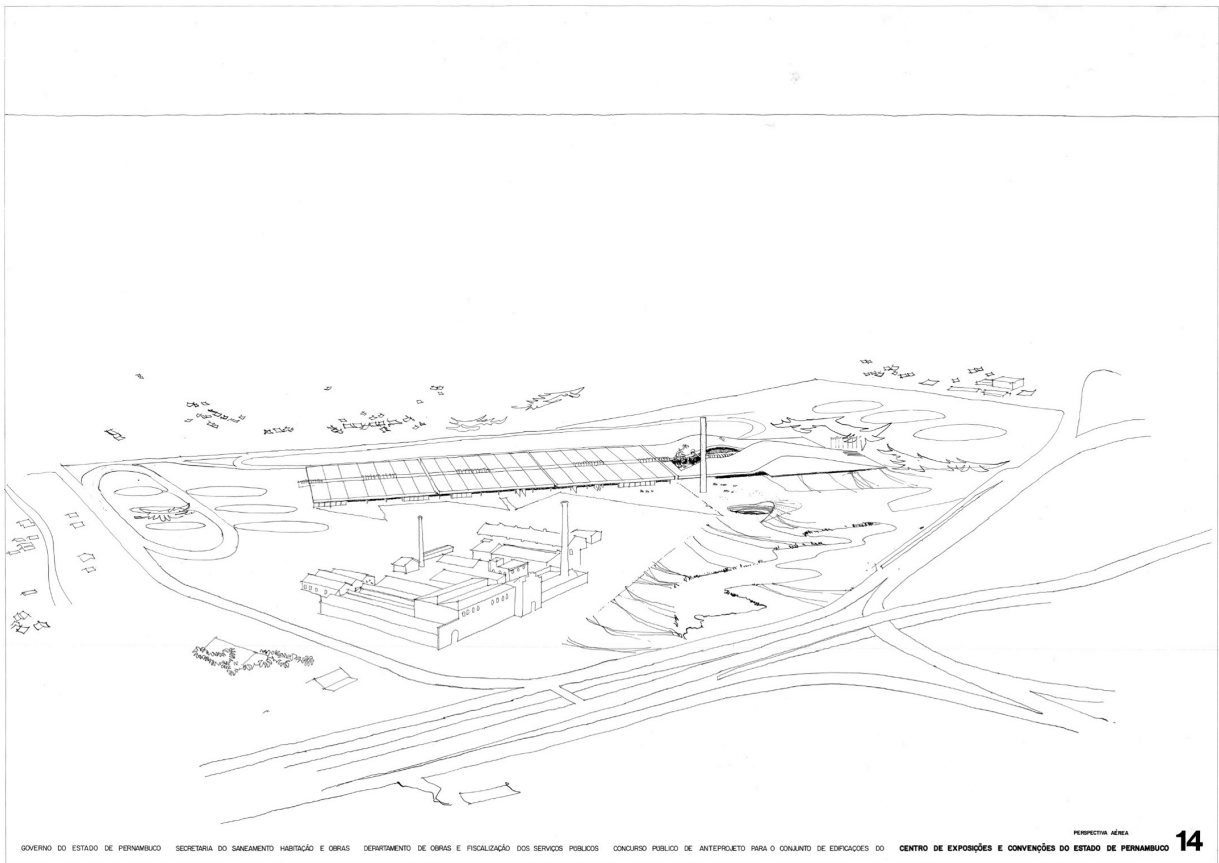 PERSPECTIVA AÉREA
GOVERNO DO ESTADO DE PERNAMBUCO SECRETARIA DO SANEAMENTO HABITAÇÃO E OBRAS DEPARTAMENTO DE OBRAS E FISCALIZAÇÃO DOS SERVIÇOS PÚBLICOS CONCURSO PÚBLICO DE ANTEPROJETO PARA O CONJUNTO DE EDIFICAÇÕES DO CENTRO DE EXPOSIÇÕES E CONVENÇÕES DO ESTADO DE PERNAMBUCO 14